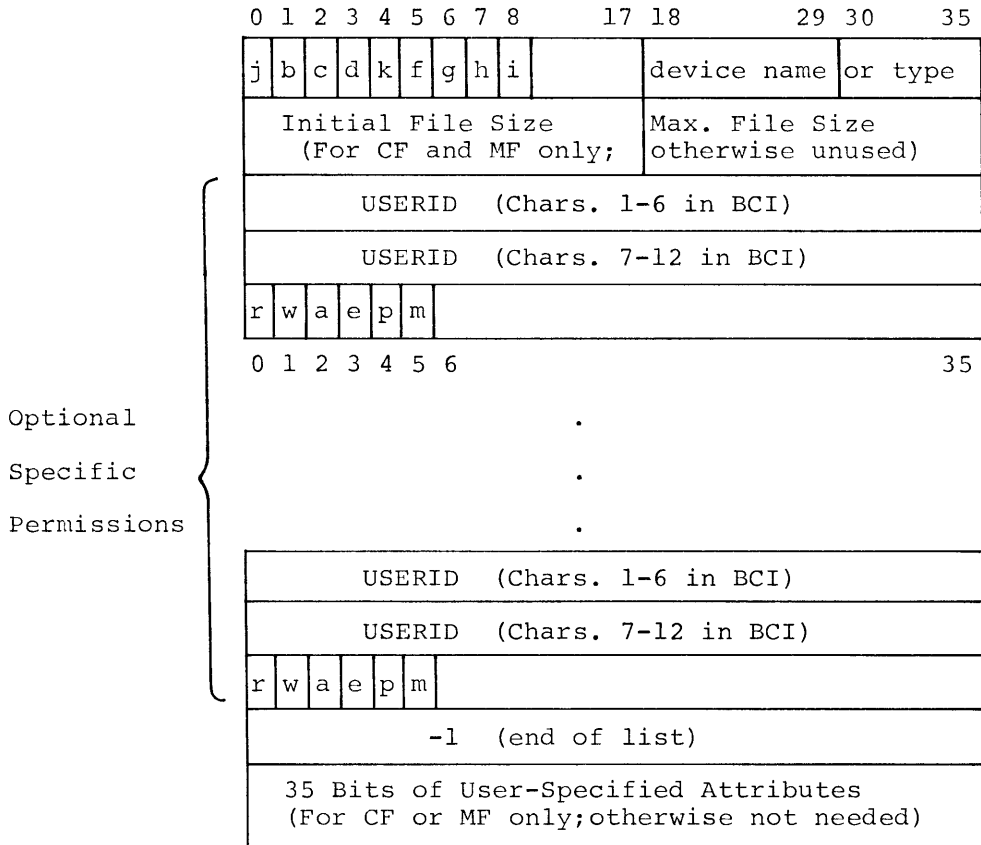 0 1 2 3 4 5 6 7 8 17 18 29 30 35
j b c d k f g h i device name or type
Initial File Size Max. File Size
(For CF and MF only; otherwise unused)
USERID (Chars. 1-6 in BCI)
USERID (Chars. 7-12 in BCI)
r w a e p m
0 1 2 3 4 5 6 35
Optional .
Specific .
Permissions .
USERID (Chars. 1-6 in BCI)
USERID (Chars. 7-12 in BCI)
r w a e p m
-1 (end of list)
35 Bits of User-Specified Attributes
(For CF or MF only;otherwise not needed)